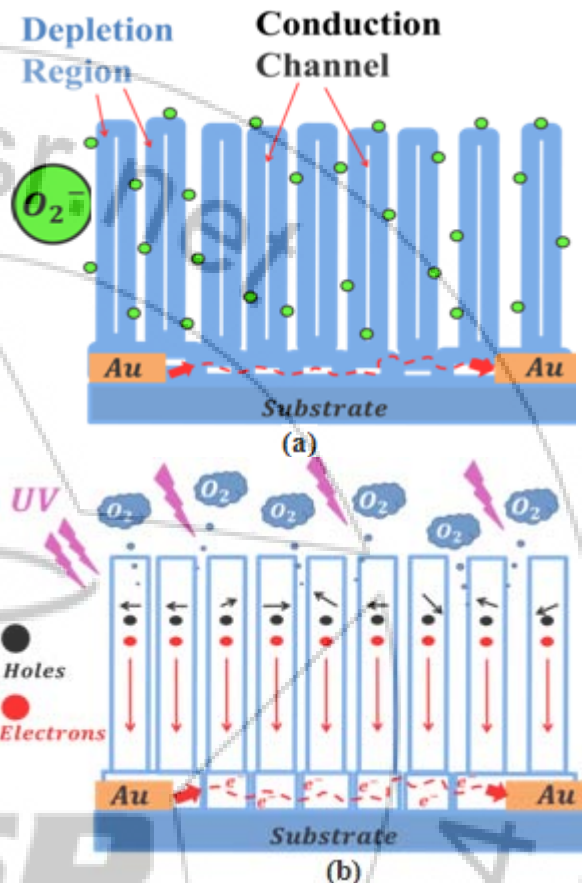 Depletion
Region
Conduction
Channel
O₂⁻
Au
Au
Substrate
(a)
UV
O₂
O₂
O₂
O₂
O₂
O₂
Holes
Electrons
e⁻
e⁻
e⁻
e⁻
e⁻
e⁻
Au
Au
Substrate
(b)